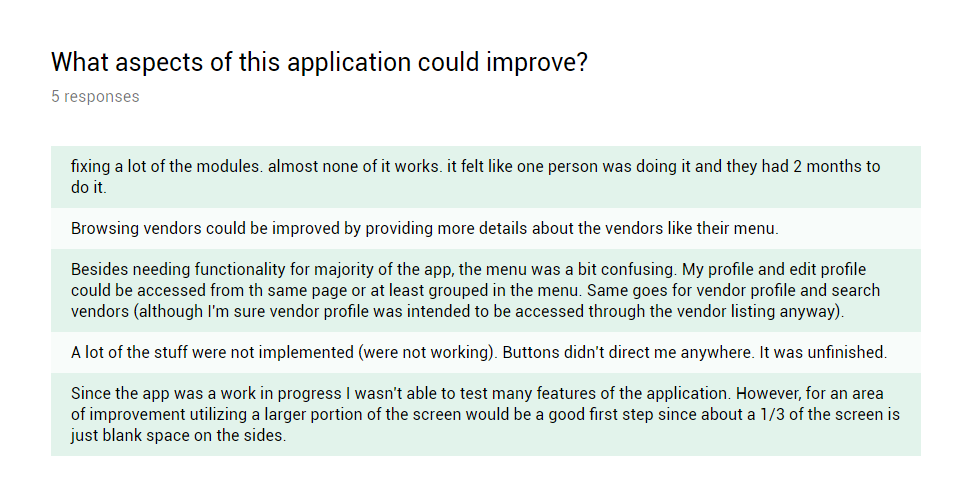 What aspects of this application could improve?
5 responses
fixing a lot of the modules. almost none of it works. it felt like one person was doing it and they had 2 months to
do it.
Browsing vendors could be improved by providing more details about the vendors like their menu.
Besides needing functionality for majority of the app, the menu was a bit confusing. My profile and edit profile
could be accessed from th same page or at least grouped in the menu. Same goes for vendor profile and search
vendors (although I'm sure vendor profile was intended to be accessed through the vendor listing anyway).
A lot of the stuff were not implemented (were not working). Buttons didn't direct me anywhere. It was unfinished.
Since the app was a work in progress I wasn't able to test many features of the application. However, for an area
of improvement utilizing a larger portion of the screen would be a good first step since about a 1/3 of the screen is
just blank space on the sides.